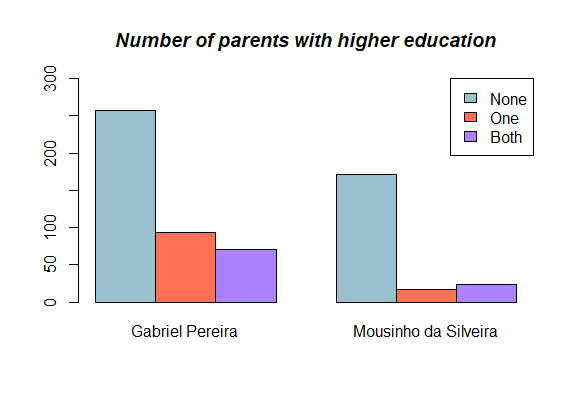 Number of parents with higher education
300
200
100
50
0
None
One
Both
Gabriel Pereira
Mousinho da Silveira